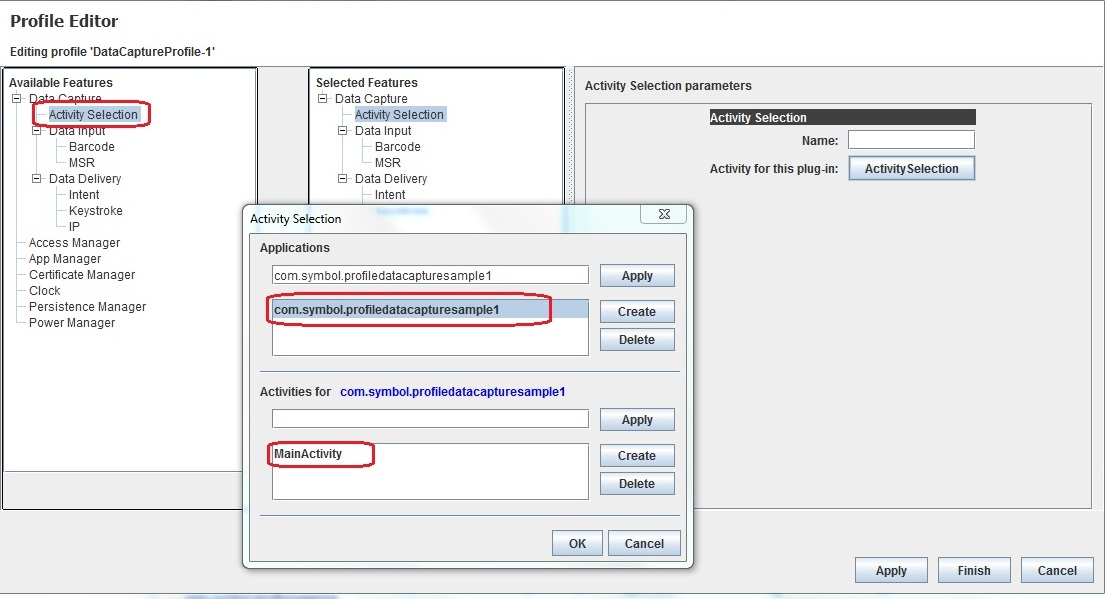 Profile Editor
Editing profile 'DataCaptureProfile-1'
Available Features
Data Capture
Activity Selection
Data Input
Barcode
MSR
Data Delivery
Intent
Keystroke
IP
Access Manager
App Manager
Certificate Manager
Clock
Persistence Manager
Power Manager
Selected Features
Data Capture
Activity Selection
Data Input
Barcode
MSR
Data Delivery
Intent
Activity Selection parameters
Activity Selection
Name:
Activity for this plug-in: ActivitySelection
Activity Selection
Applications
com.symbol.profiledatacapturesample1 Apply
com.symbol.profiledatacapturesample1 Create
Delete
Activities for com.symbol.profiledatacapturesample1
Apply
MainActivity Create
Delete
OK Cancel
Apply Finish Cancel